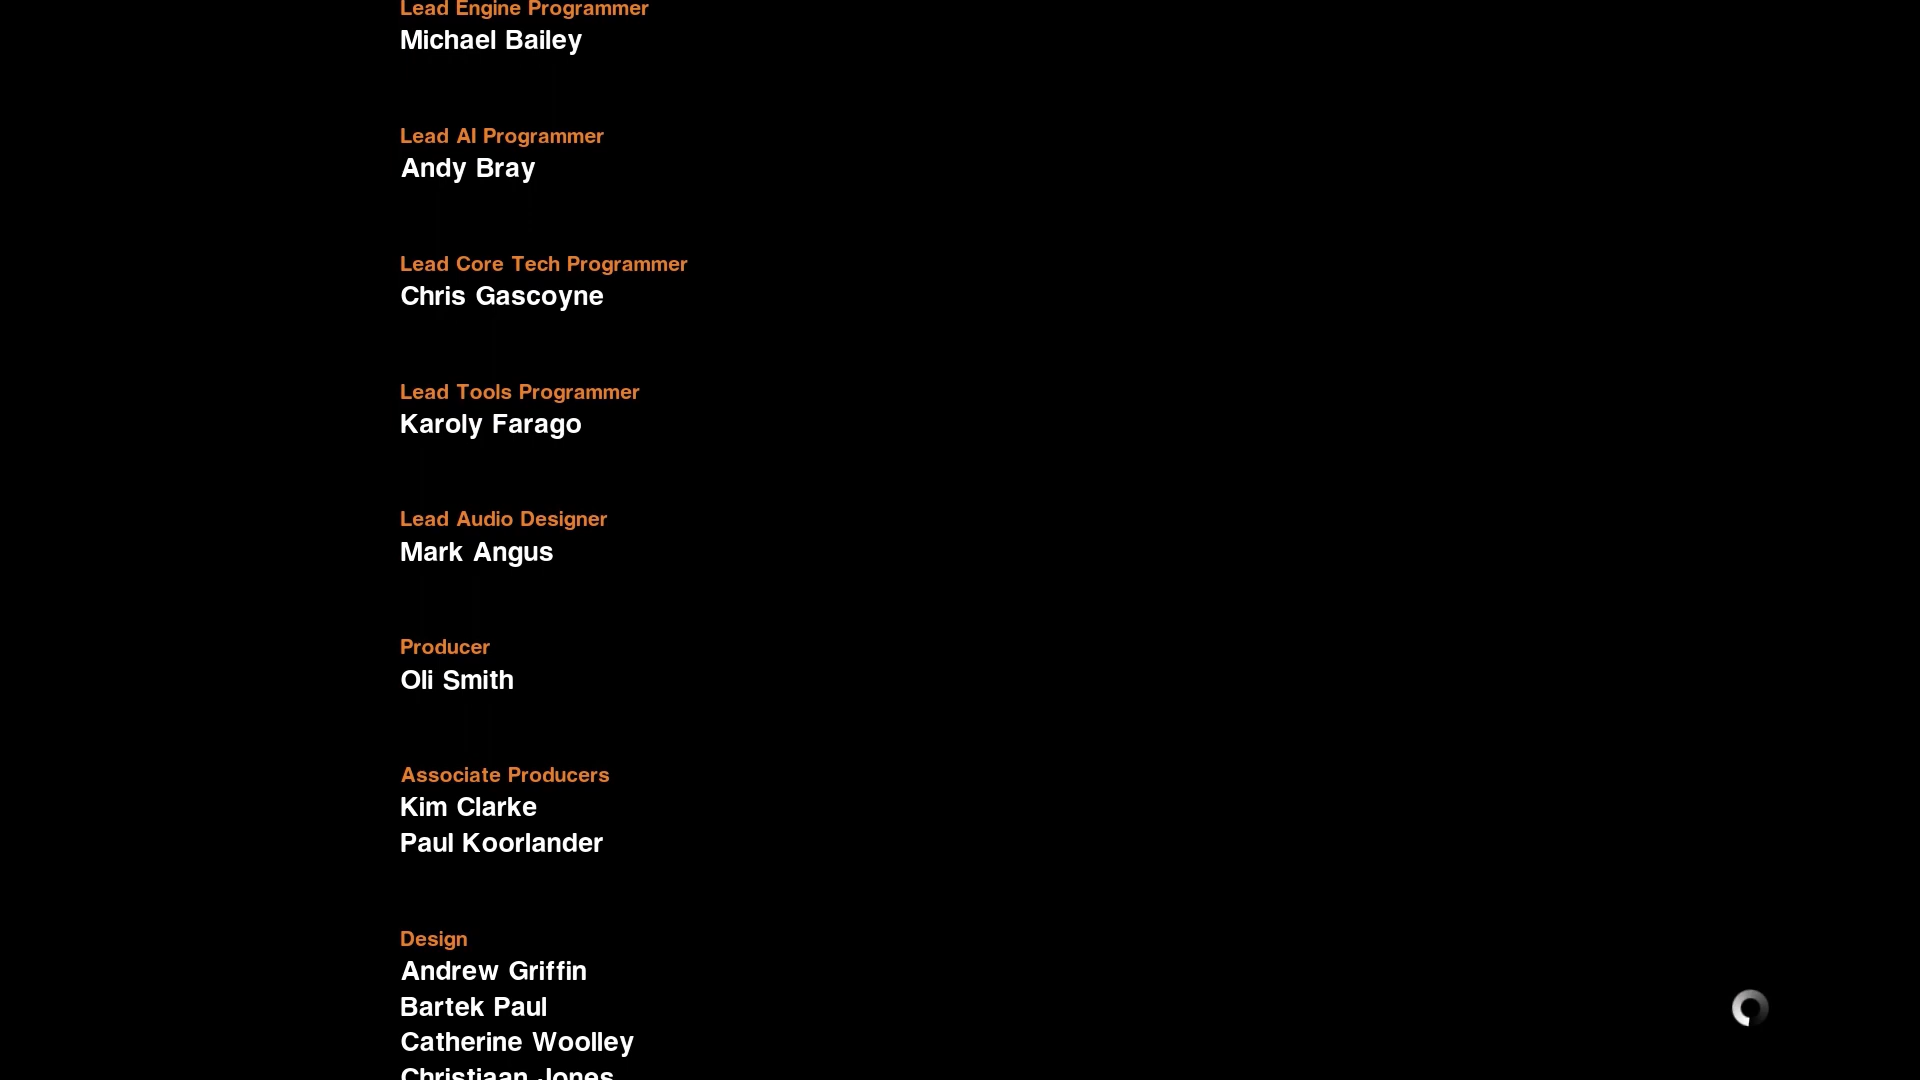 Lead Engine Programmer
Michael Bailey
Lead AI Programmer
Andy Bray
Lead Core Tech Programmer
Chris Gascoyne
Lead Tools Programmer
Karoly Farago
Lead Audio Designer
Mark Angus
Producer
Oli Smith
Associate Producers
Kim Clarke
Paul Koorlander
Design
Andrew Griffin
Bartek Paul
Catherine Woolley
Christiaan Jones